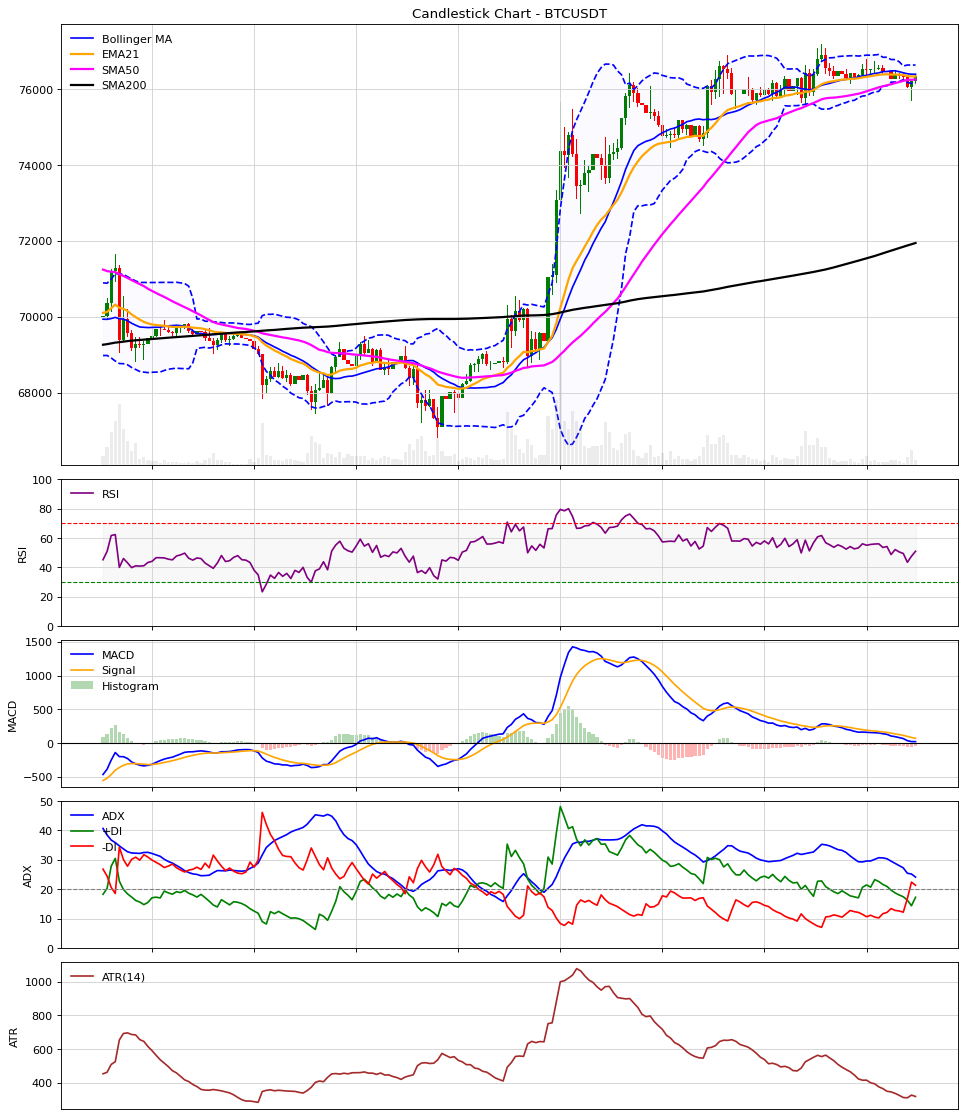 Candlestick Chart - BTCUSDT
Bollinger MA
EMA21
SMA50
SMA200
76000
74000
72000
70000
68000
100
80
60
40
20
0
RSI
RSI
1500
1000
500
0
−500
MACD
MACD
Signal
Histogram
50
40
30
20
10
0
ADX
ADX
+DI
-DI
1000
800
600
400
ATR
ATR(14)